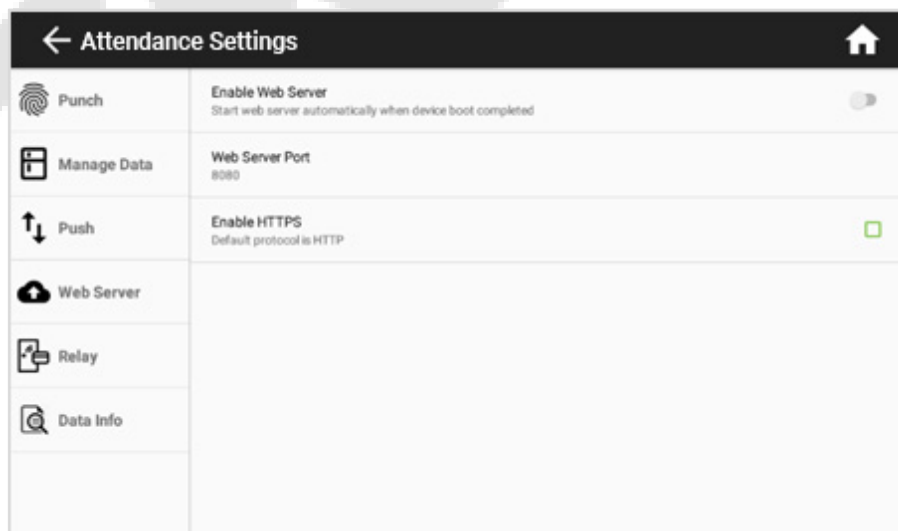 Attendance Settings
Punch
Manage Data
Push
Web Server
Relay
Data Info
Enable Web Server
Start web server automatically when device boot completed
Web Server Port
8080
Enable HTTPS
Default protocol is HTTP